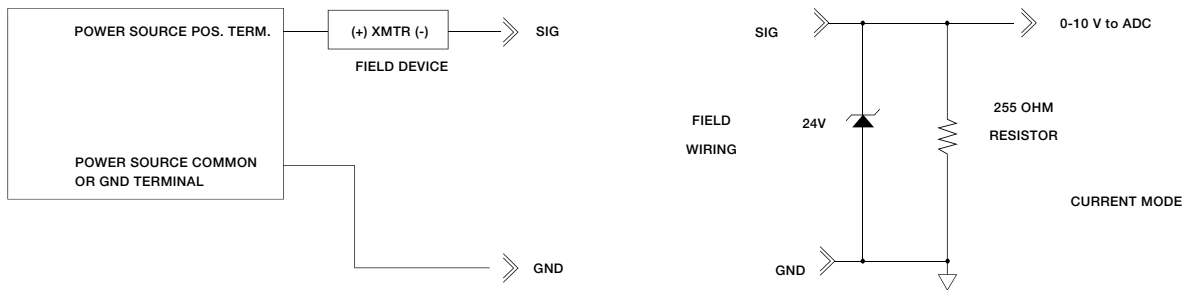 POWER SOURCE POS. TERM.
(+) XMTR (-)
SIG
FIELD DEVICE
POWER SOURCE COMMON
OR GND TERMINAL
GND
SIG
0-10 V to ADC
FIELD
WIRING
24V
255 OHM
RESISTOR
CURRENT MODE
GND